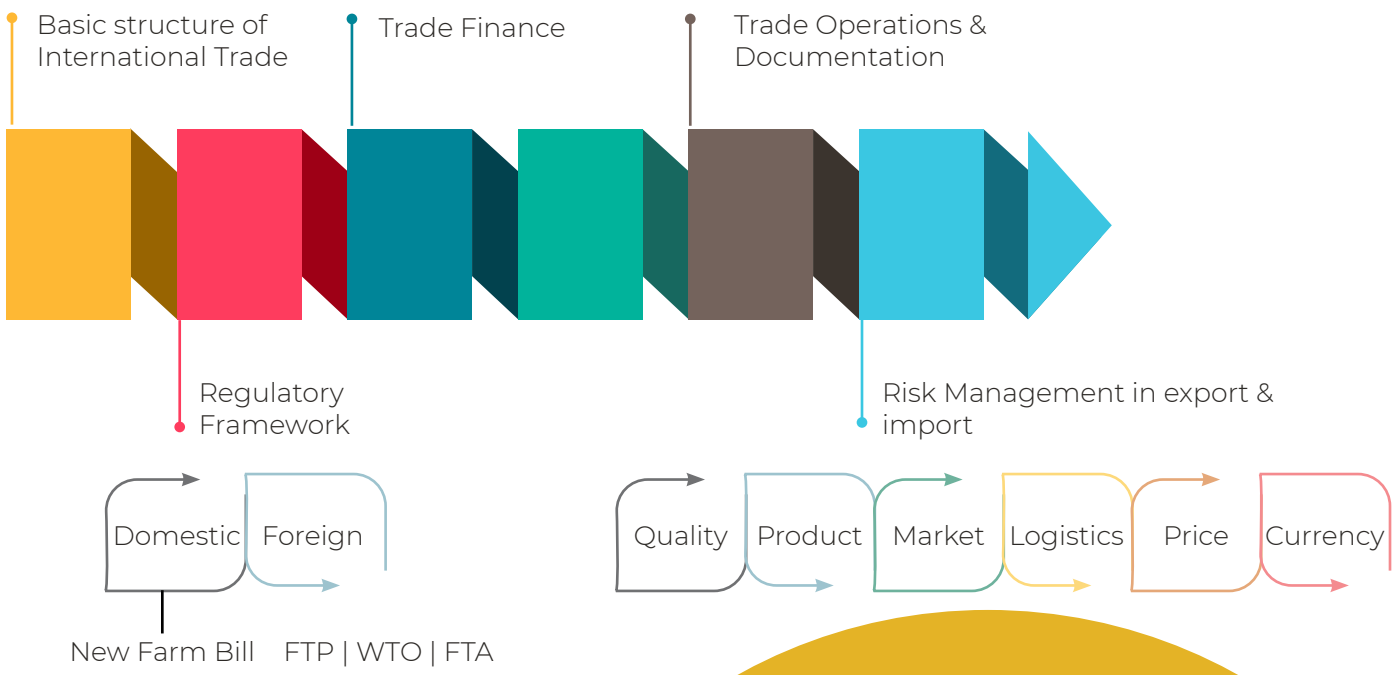 Basic structure of
International Trade
Trade Finance
Trade Operations &
Documentation
Regulatory
Framework
Risk Management in export &
import
Domestic
Foreign
Quality
Product
Market
Logistics
Price
Currency
New Farm Bill
FTP | WTO | FTA